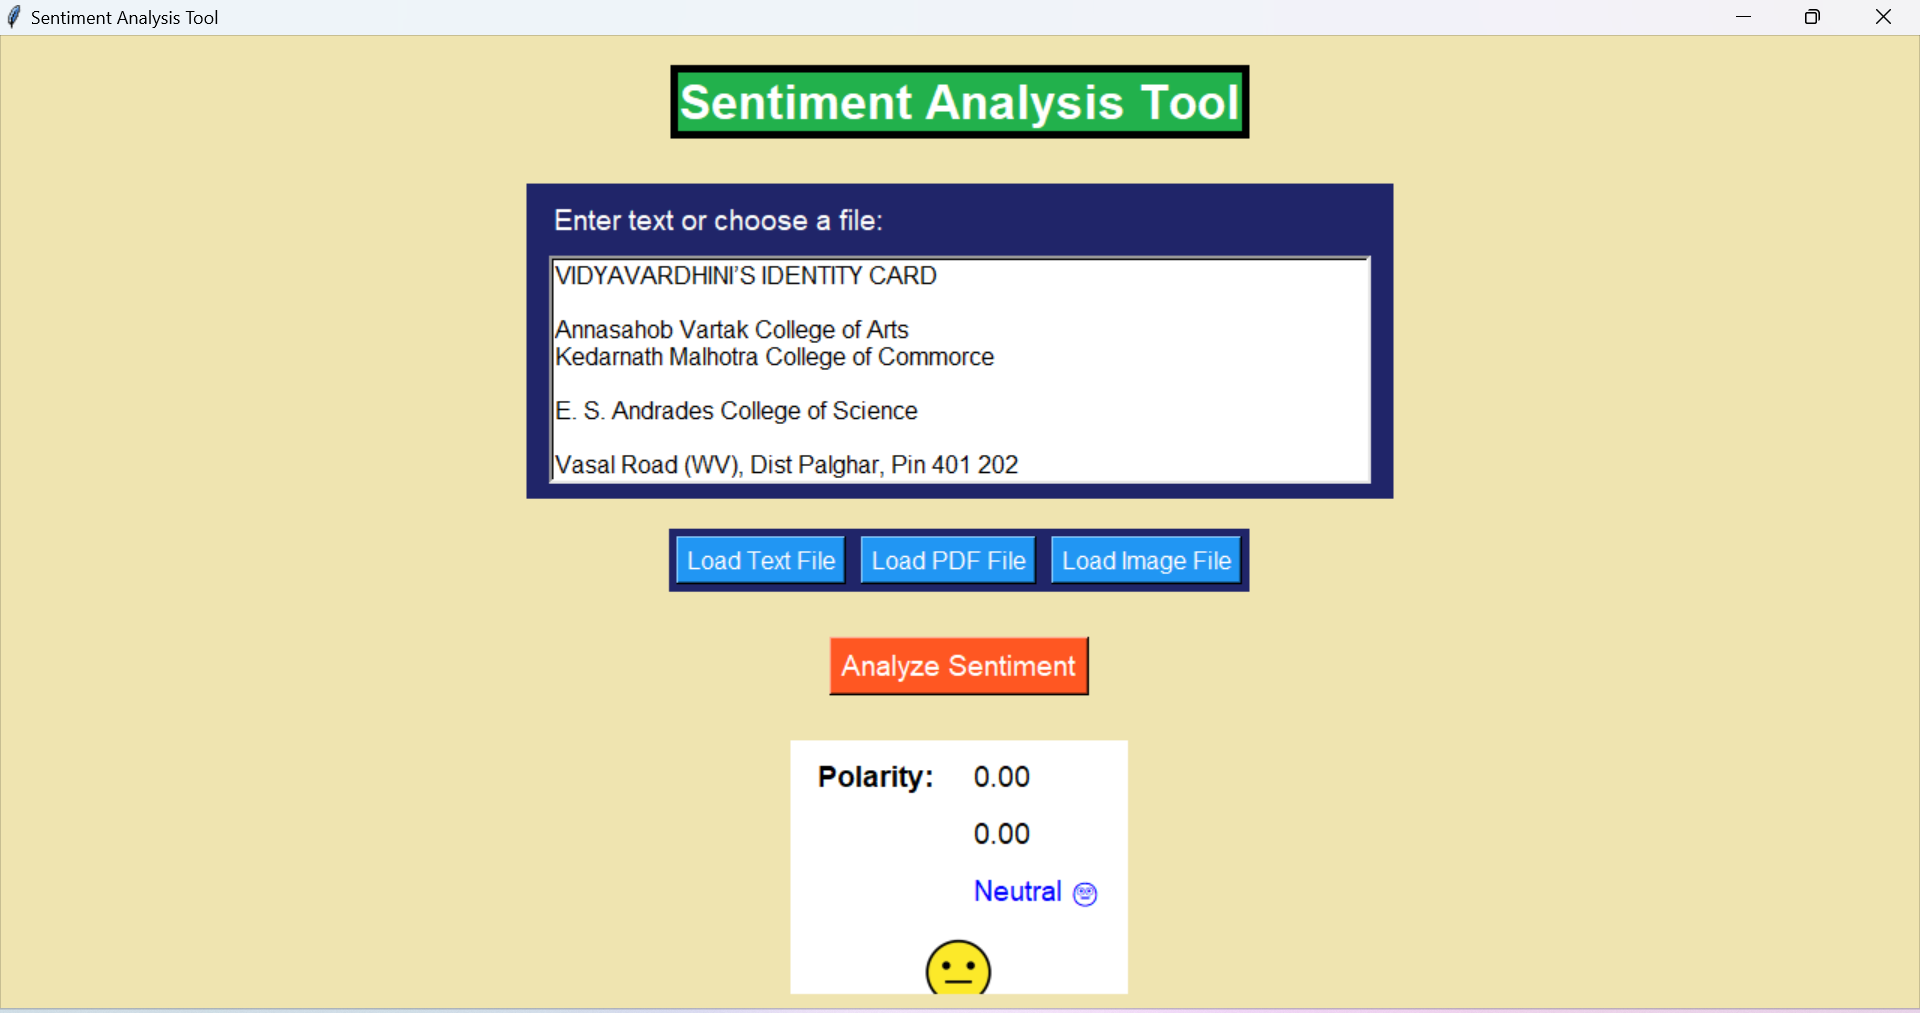 Sentiment Analysis Tool
Sentiment Analysis Tool
Enter text or choose a file:
VIDYAVARDHINI’S IDENTITY CARD
Annasahob Vartak College of Arts
Kedarnath Malhotra College of Commorce
E. S. Andrades College of Science
Vasal Road (WV), Dist Palghar, Pin 401 202
Load Text File Load PDF File Load Image File
Analyze Sentiment
Polarity: 0.00
0.00
Neutral